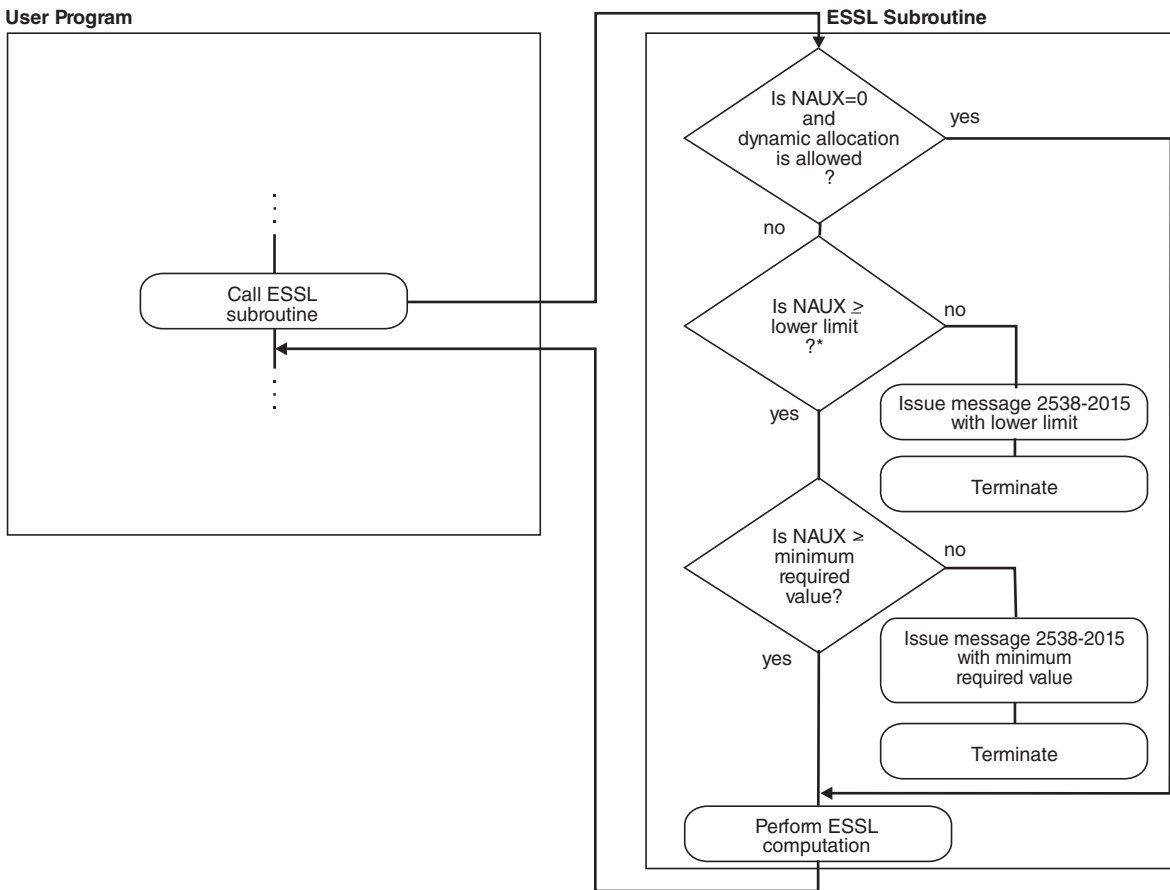 User Program
ESSL Subroutine
Is NAUX=0
and
dynamic allocation
is allowed
?
yes
no
Call ESSL
subroutine
Is NAUX ≥
lower limit
?*
no
yes
Issue message 2538-2015
with lower limit
Terminate
Is NAUX ≥
minimum
required
value?
no
yes
Issue message 2538-2015
with minimum
required value
Terminate
Perform ESSL
computation